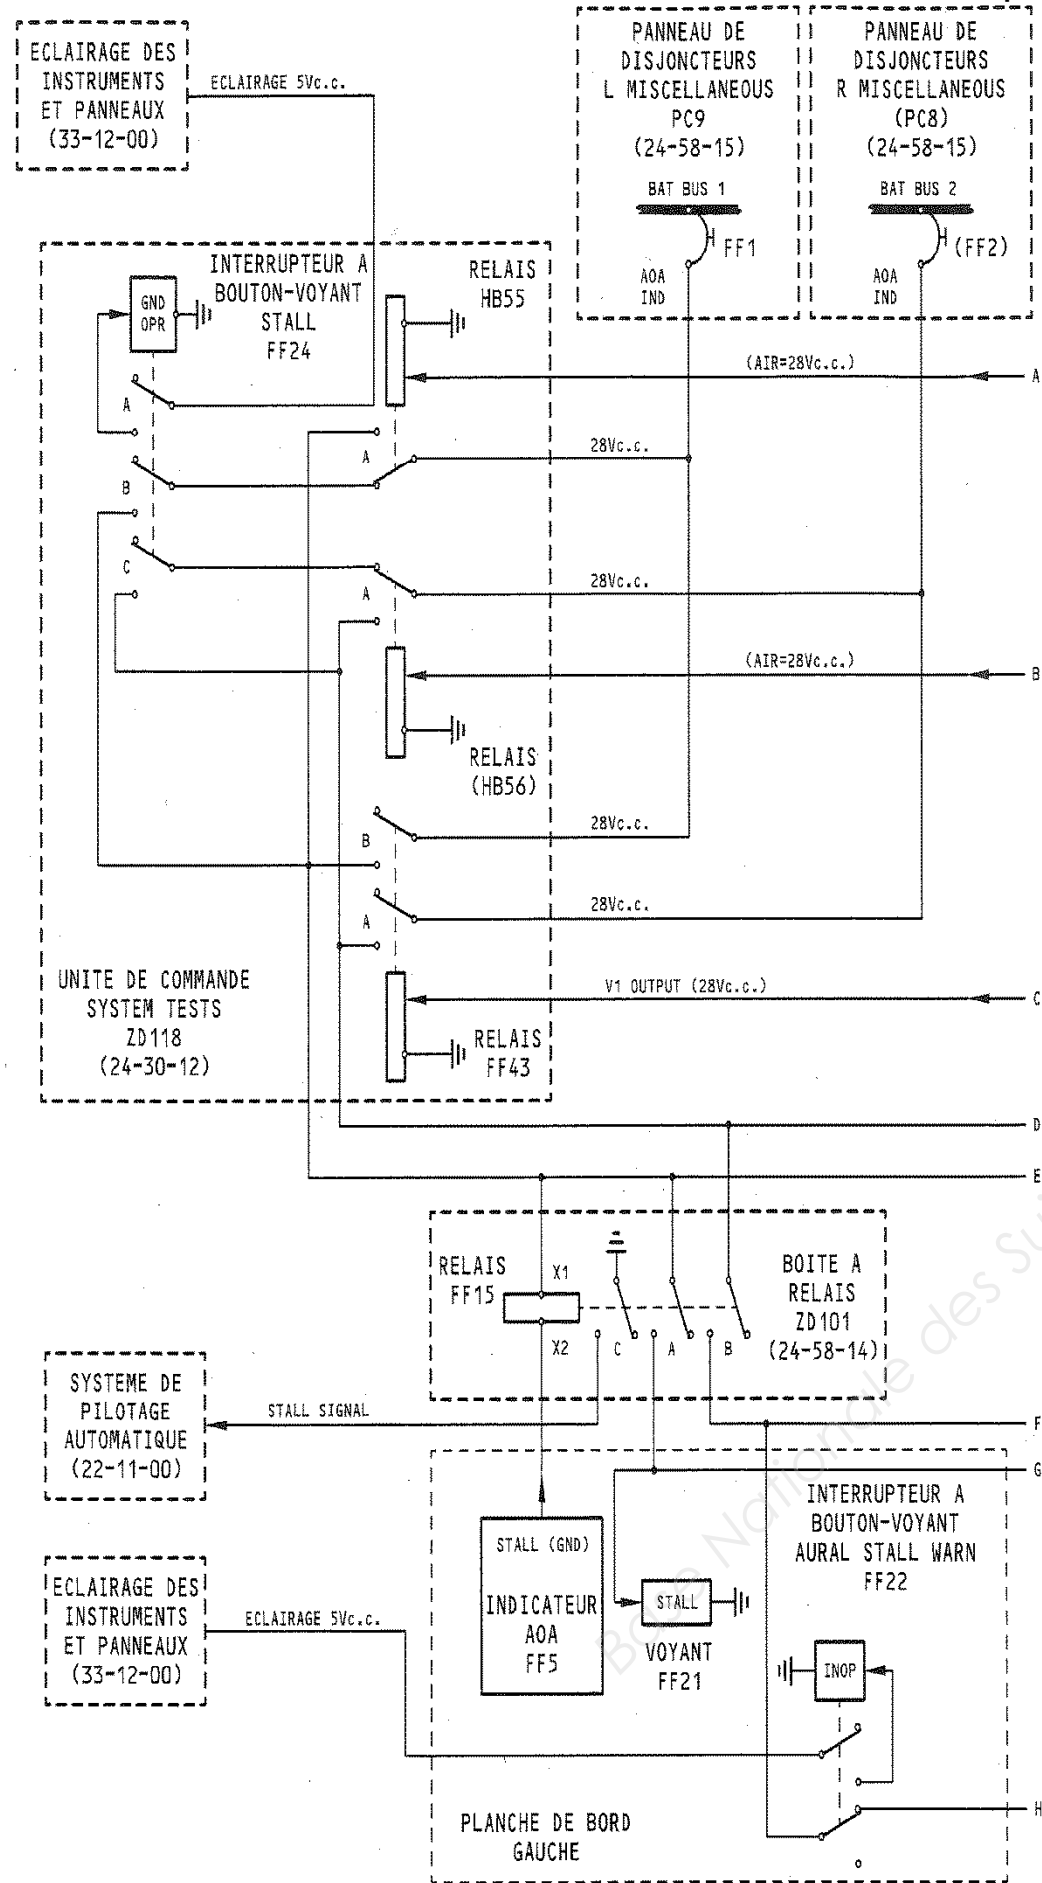 ECLAIRAGE DES
INSTRUMENTS
ET PANNEAUX
(33-12-00)
ECLAIRAGE 5Vc.c.
PANNEAU DE
DISJONCTEURS
L MISCELLANEOUS
PC9
(24-58-15)
BAT BUS 1
FF1
AOA
IND
PANNEAU DE
DISJONCTEURS
R MISCELLANEOUS
(PC8)
(24-58-15)
BAT BUS 2
(FF2)
AOA
IND
INTERRUPTEUR A
BOUTON-VOYANT
STALL
FF24
GND
OPR
RELAIS
HB55
(AIR=28Vc.c.)
A
A
A
28Vc.c.
B
C
A
28Vc.c.
(AIR=28Vc.c.)
B
RELAIS
(HB56)
B
28Vc.c.
A
28Vc.c.
UNITE DE COMMANDE
SYSTEM TESTS
ZD118
(24-30-12)
V1 OUTPUT (28Vc.c.)
C
RELAIS
FF43
D
E
RELAIS
FF15
X1
X2
C
A
B
BOITE A
RELAIS
ZD101
(24-58-14)
SYSTEME DE
PILOTAGE
AUTOMATIQUE
(22-11-00)
STALL SIGNAL
F
G
STALL (GND)
INDICATEUR
AOA
FF5
STALL
VOYANT
FF21
INTERRUPTEUR A
BOUTON-VOYANT
AURAL STALL WARN
FF22
INOP
ECLAIRAGE DES
INSTRUMENTS
ET PANNEAUX
(33-12-00)
ECLAIRAGE 5Vc.c.
H
PLANCHE DE BORD
GAUCHE
Base Nationale des Suj